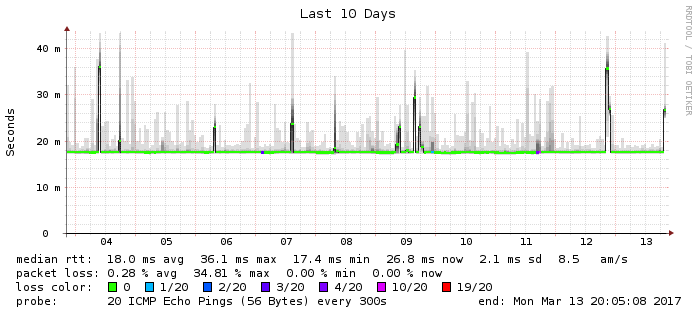 Last 10 Days
RRDTOOL / TOBI OETIKER
Seconds
40 m
30 m
20 m
10 m
0
04 05 06 07 08 09 10 11 12 13
median rtt: 18.0 ms avg 36.1 ms max 17.4 ms min 26.8 ms now 2.1 ms sd 8.5 am/s
packet loss: 0.28 % avg 34.81 % max 0.00 % min 0.00 % now
loss color: 0 1/20 2/20 3/20 4/20 10/20 19/20
probe: 20 ICMP Echo Pings (56 Bytes) every 300s end: Mon Mar 13 20:05:08 2017